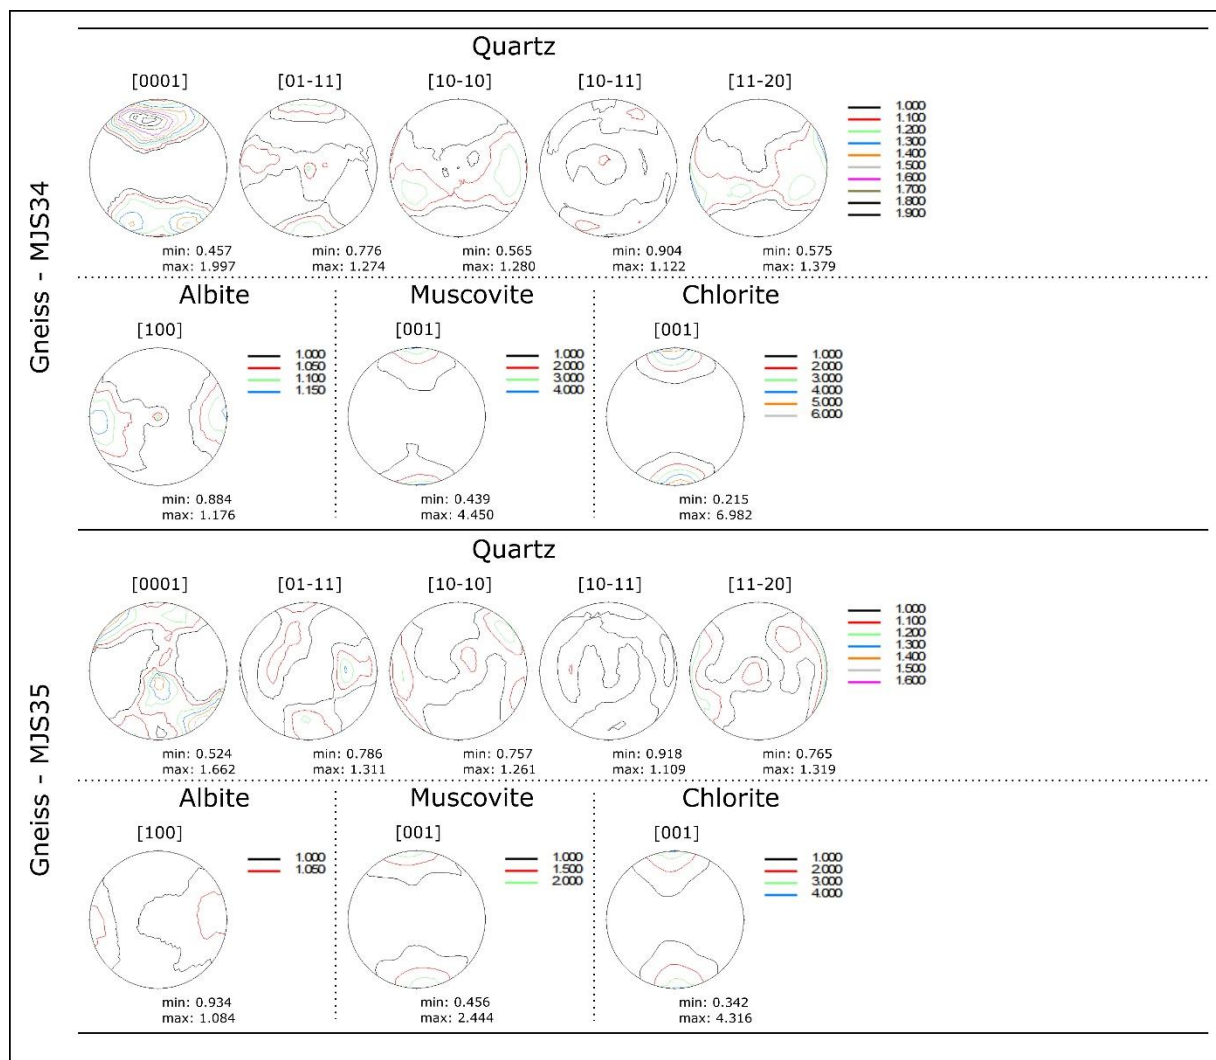 Gneiss - MJS34
Quartz
[0001] [01-11] [10-10] [10-11] [11-20]
1.000
1.100
1.200
1.300
1.400
1.500
1.600
1.700
1.800
1.900
min: 0.457 min: 0.776 min: 0.565 min: 0.904 min: 0.575
max: 1.997 max: 1.274 max: 1.280 max: 1.122 max: 1.379
Albite Muscovite Chlorite
[100] [001] [001]
1.000 1.000 1.000
1.050 2.000 2.000
1.100 3.000 3.000
1.150 4.000 4.000
5.000
6.000
min: 0.884 min: 0.439 min: 0.215
max: 1.176 max: 4.450 max: 6.982
Gneiss - MJS35
Quartz
[0001] [01-11] [10-10] [10-11] [11-20]
1.000
1.100
1.200
1.300
1.400
1.500
1.600
min: 0.524 min: 0.786 min: 0.757 min: 0.918 min: 0.765
max: 1.662 max: 1.311 max: 1.261 max: 1.109 max: 1.319
Albite Muscovite Chlorite
[100] [001] [001]
1.000 1.000 1.000
1.050 1.500 2.000
2.000 3.000
4.000
min: 0.934 min: 0.456 min: 0.342
max: 1.084 max: 2.444 max: 4.316